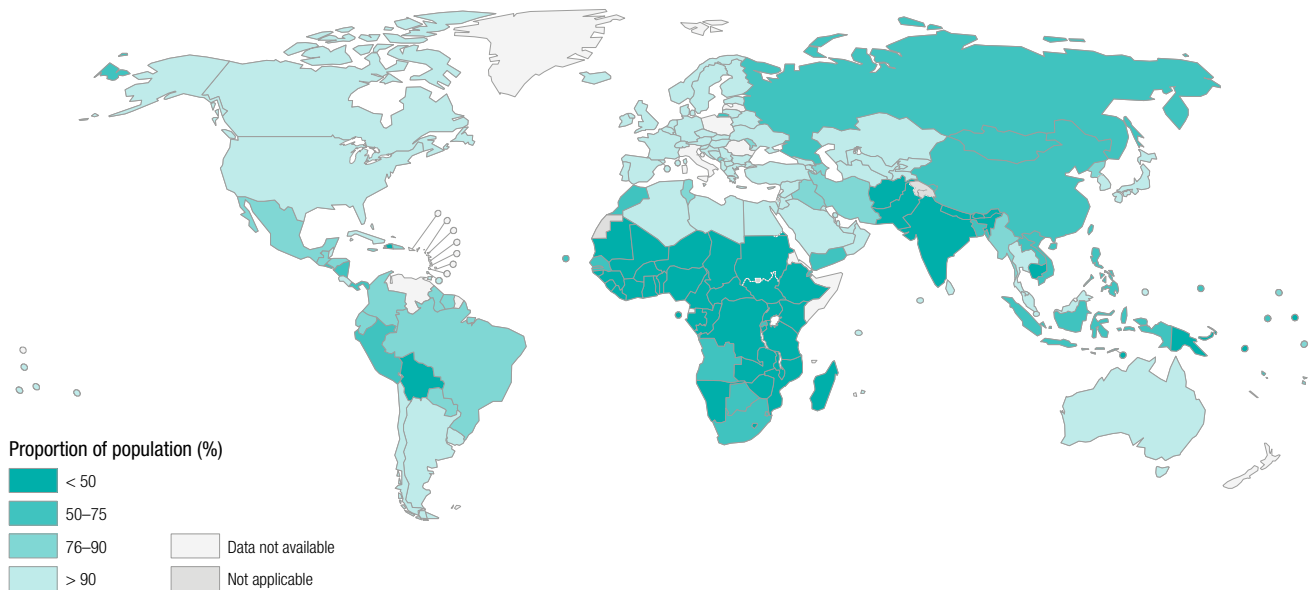 Proportion of population (%)
< 50
50–75
76–90
> 90
Data not available
Not applicable